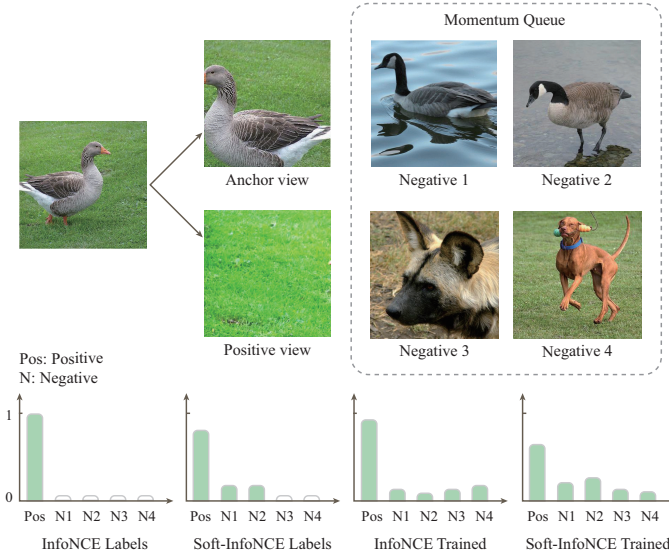 Momentum Queue
Anchor view
Negative 1
Negative 2
Positive view
Negative 3
Negative 4
Pos: Positive
N: Negative
1
0
Pos N1 N2 N3 N4
Pos N1 N2 N3 N4
Pos N1 N2 N3 N4
Pos N1 N2 N3 N4
InfoNCE Labels
Soft-InfoNCE Labels
InfoNCE Trained
Soft-InfoNCE Trained